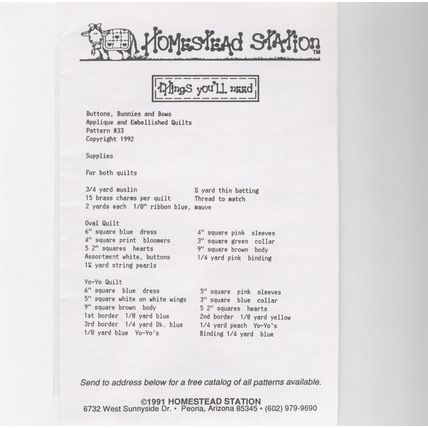 HOMESTEAD STATION TM
things you'll need
Buttons, Bunnies and Bows
Applique and Embellished Quilts
Pattern #33
Copyright 1992
Supplies
For both quilts
3/4 yard muslin ½ yard thin batting
15 brass charms per quilt Thread to match
2 yards each 1/8" ribbon blue, mauve
Oval Quilt
6" square blue dress 4" square pink sleeves
4" square print bloomers 3" square green collar
5 2" squares hearts 9" square brown body
Assortment white, buttons 1/4 yard pink binding
1½ yard string pearls
Yo-Yo Quilt
6" square blue dress 5" square pink sleeves
5" square white on white wings 3" square blue collar
9" square brown body 5 2" squares hearts
1st border 1/8 yard blue 2nd border 1/8 yard yellow
3rd border 1/4 yard Dk. blue 1/4 yard peach Yo-Yo's
1/8 yard blue Yo-Yo's Binding 1/4 yard blue
Send to address below for a free catalog of all patterns available.
©1991 HOMESTEAD STATION
6732 West Sunnyside Dr. • Peoria, Arizona 85345 • (602) 979-9690